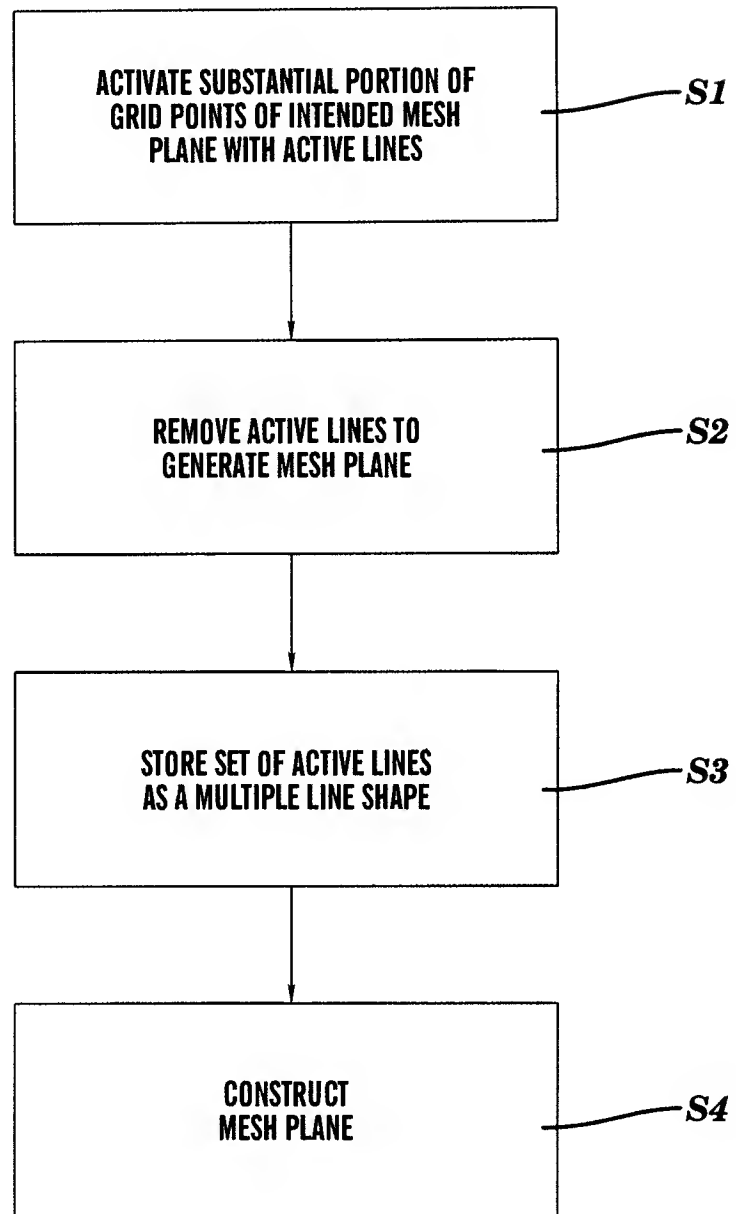 ACTIVATE SUBSTANTIAL PORTION OF
GRID POINTS OF INTENDED MESH
PLANE WITH ACTIVE LINES
S1
REMOVE ACTIVE LINES TO
GENERATE MESH PLANE
S2
STORE SET OF ACTIVE LINES
AS A MULTIPLE LINE SHAPE
S3
CONSTRUCT
MESH PLANE
S4